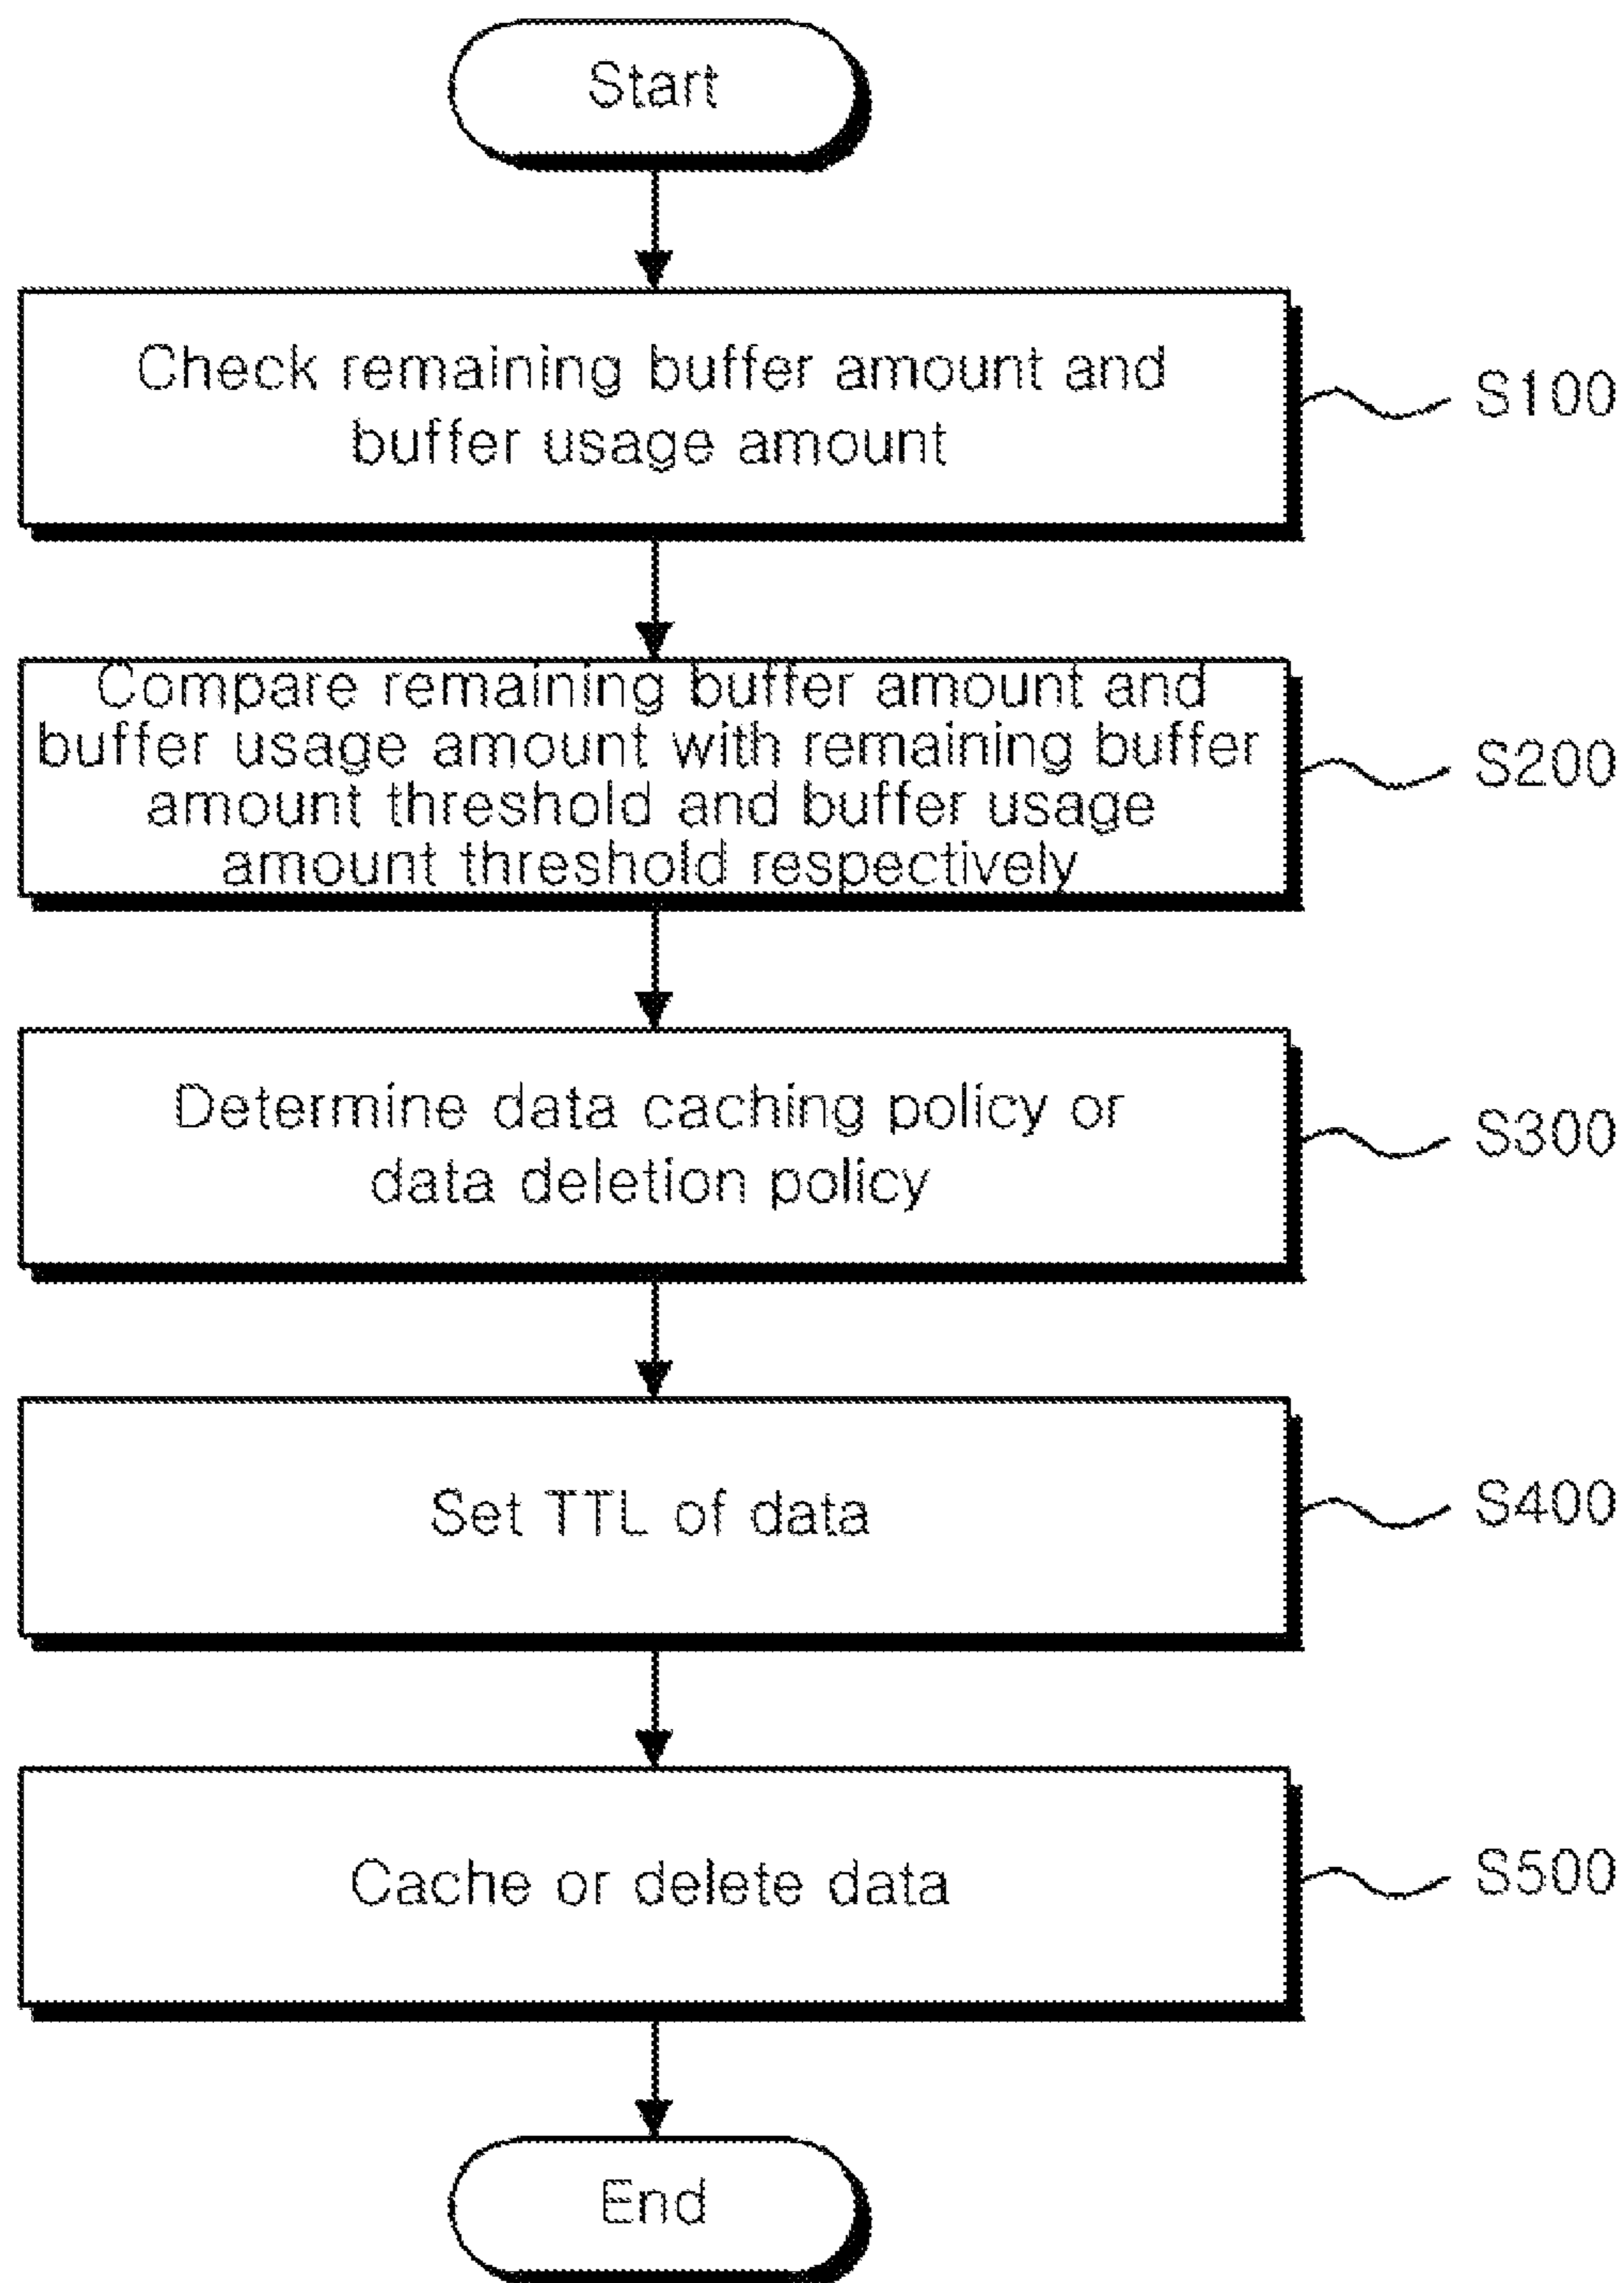 Start
Check remaining buffer amount and
buffer usage amount
S100
Compare remaining buffer amount and
buffer usage amount with remaining buffer
amount threshold and buffer usage
amount threshold respectively
S200
Determine data caching policy or
data deletion policy
S300
Set TTL of data
S400
Cache or delete data
S500
End